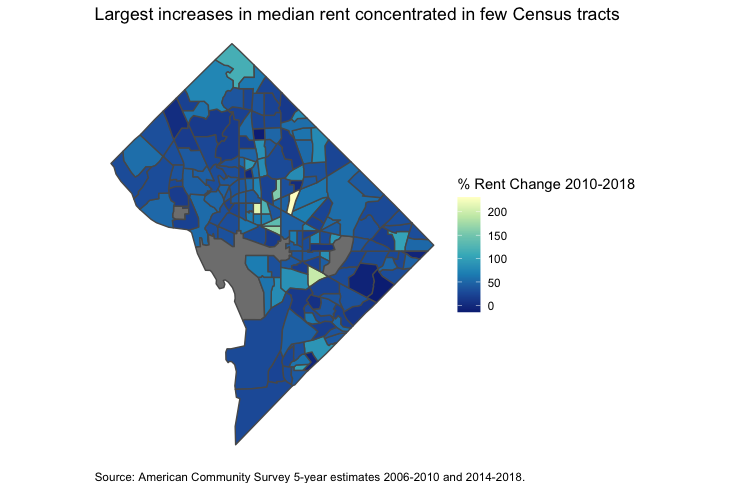 Largest increases in median rent concentrated in few Census tracts
% Rent Change 2010-2018
200
150
100
50
0
Source: American Community Survey 5-year estimates 2006-2010 and 2014-2018.